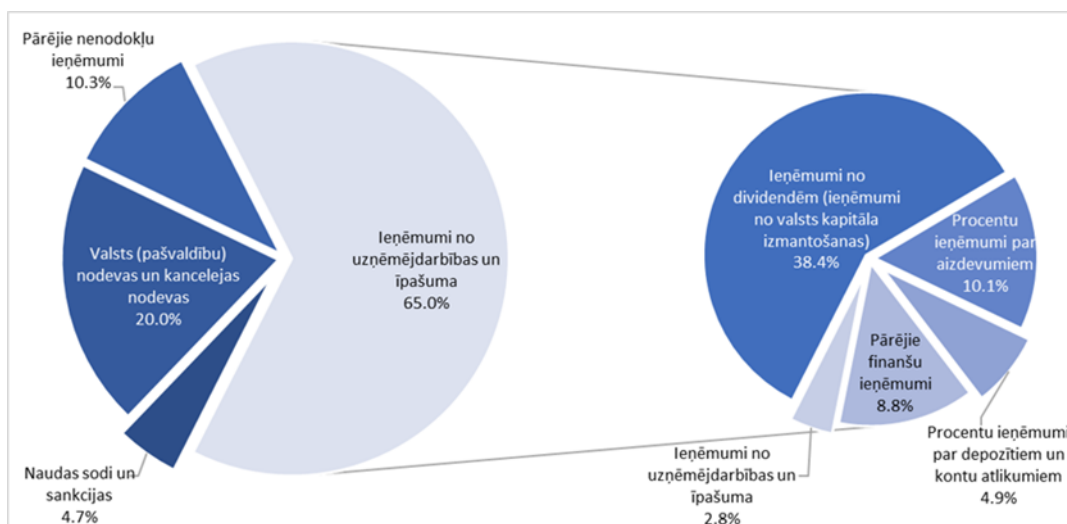 Pārējie nenodokļu
ieņēmumi
10.3%
Valsts (pašvaldību)
nodevas un kancelejas
nodevas
20.0%
Naudas sodi un
sankcijas
4.7%
Ieņēmumi no
uzņēmējdarbības un
īpašuma
65.0%
Ieņēmumi no
dividendēm (ieņēmumi
no valsts kapitāla
izmantošanas)
38.4%
Procentu
ieņēmumi par
aizdevumiem
10.1%
Pārējie
finanšu
ieņēmumi
8.8%
Ieņēmumi no
uzņēmējdarbības un
īpašuma
2.8%
Procentu ieņēmumi
par depozītiem un
kontu atlikumiem
4.9%